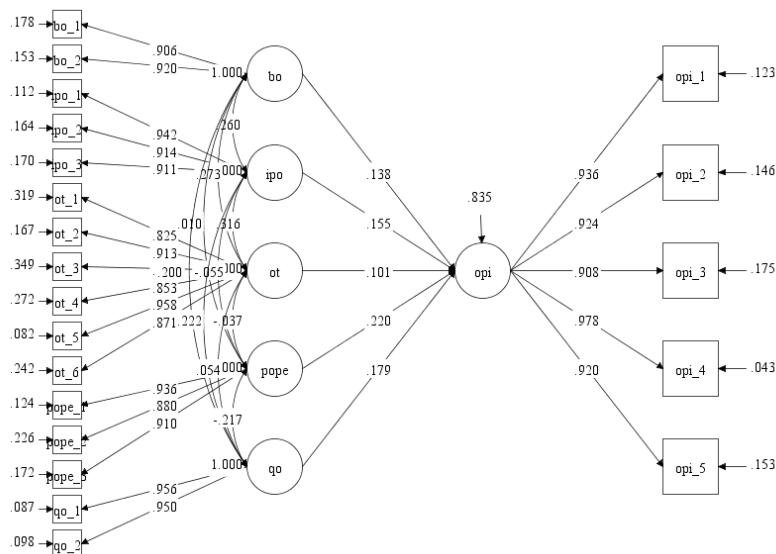 .178
bo_1
.153
bo_2
.112
ipo_1
.164
ipo_2
.170
ipo_3
.319
ot_1
.167
ot_2
.349
ot_3
.272
ot_4
.082
ot_5
.242
ot_6
.124
pope_1
.226
.172
pope_3
.087
qo_1
.098
qo_2
.906
.920
.942
.914
.911
.825
.913
.853
.958
.871
.936
.880
.910
.956
.950
1.000
.260
.273
.010
.316
.200
-.055
.222
-.037
.054
-.217
1.000
bo
ipo
ot
pope
qo
.138
.155
.101
.220
.179
.835
opi
.936
.924
.908
.978
.920
opi_1
.123
opi_2
.146
opi_3
.175
opi_4
.043
opi_5
.153